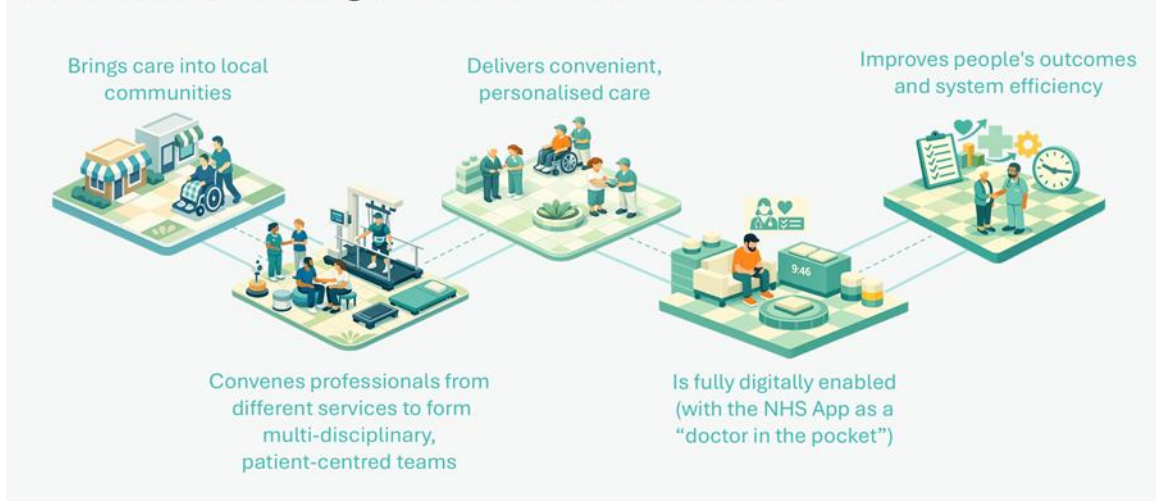 Brings care into local
communities
Delivers convenient,
personalised care
Improves people's outcomes
and system efficiency
9:46
Convenes professionals from
different services to form
multi-disciplinary,
patient-centred teams
Is fully digitally enabled
(with the NHS App as a
“doctor in the pocket”)